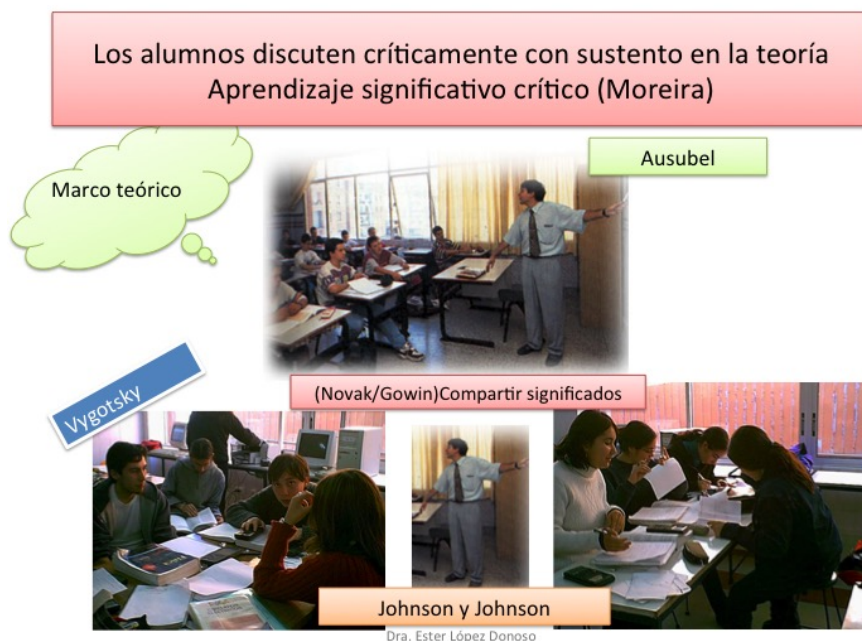 Los alumnos discuten críticamente con sustento en la teoría
Aprendizaje significativo crítico (Moreira)
Marco teórico
Ausubel
Vygotsky
(Novak/Gowin)Compartir significados
Johnson y Johnson
Dra. Ester López Donoso